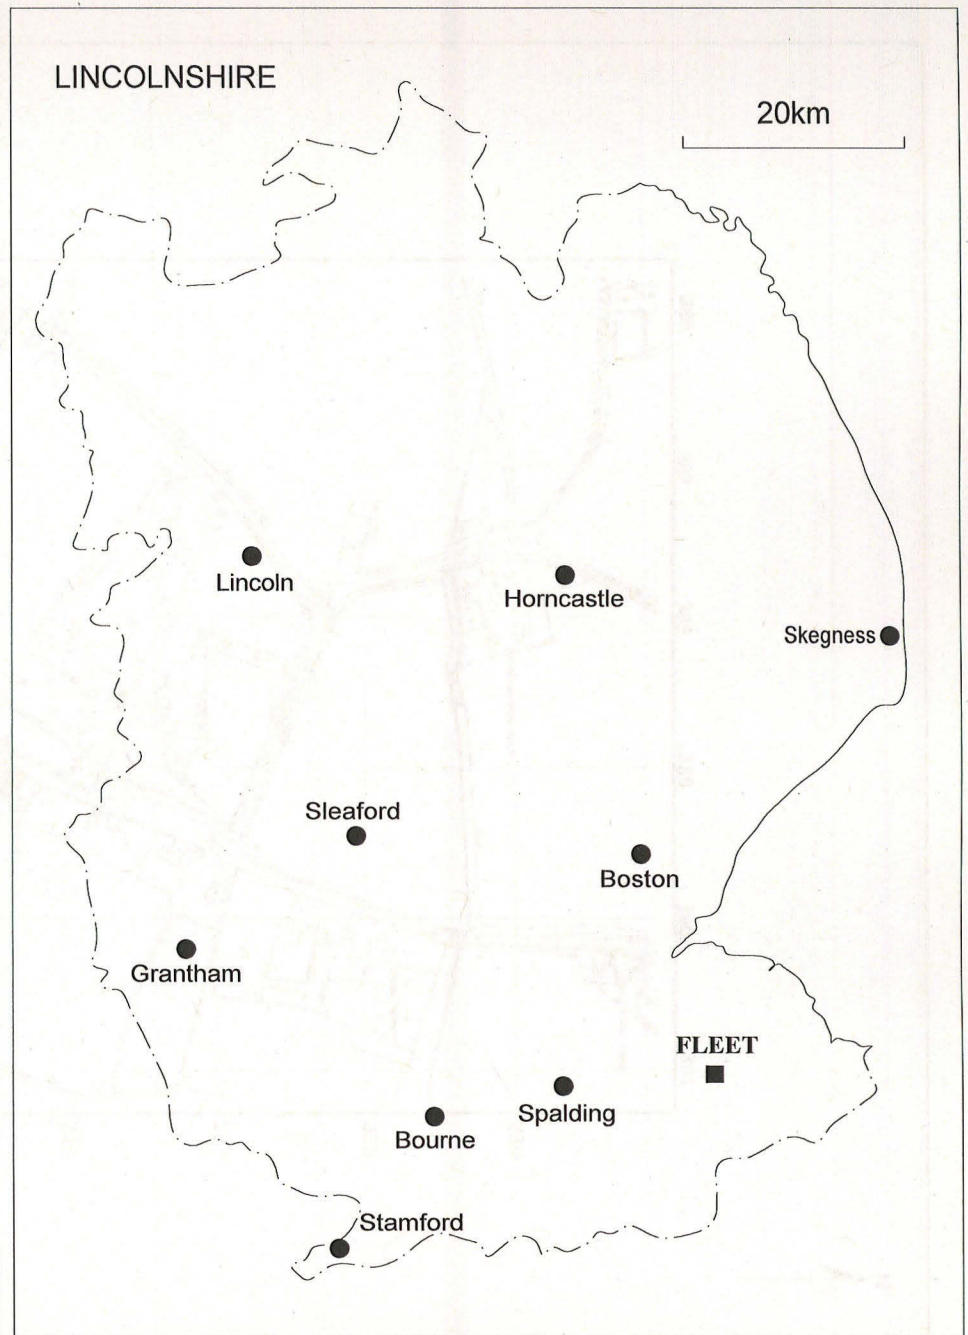 LINCOLNSHIRE
20km
Lincoln
Horncastle
Skegness
Sleaford
Boston
Grantham
FLEET
Spalding
Bourne
Stamford